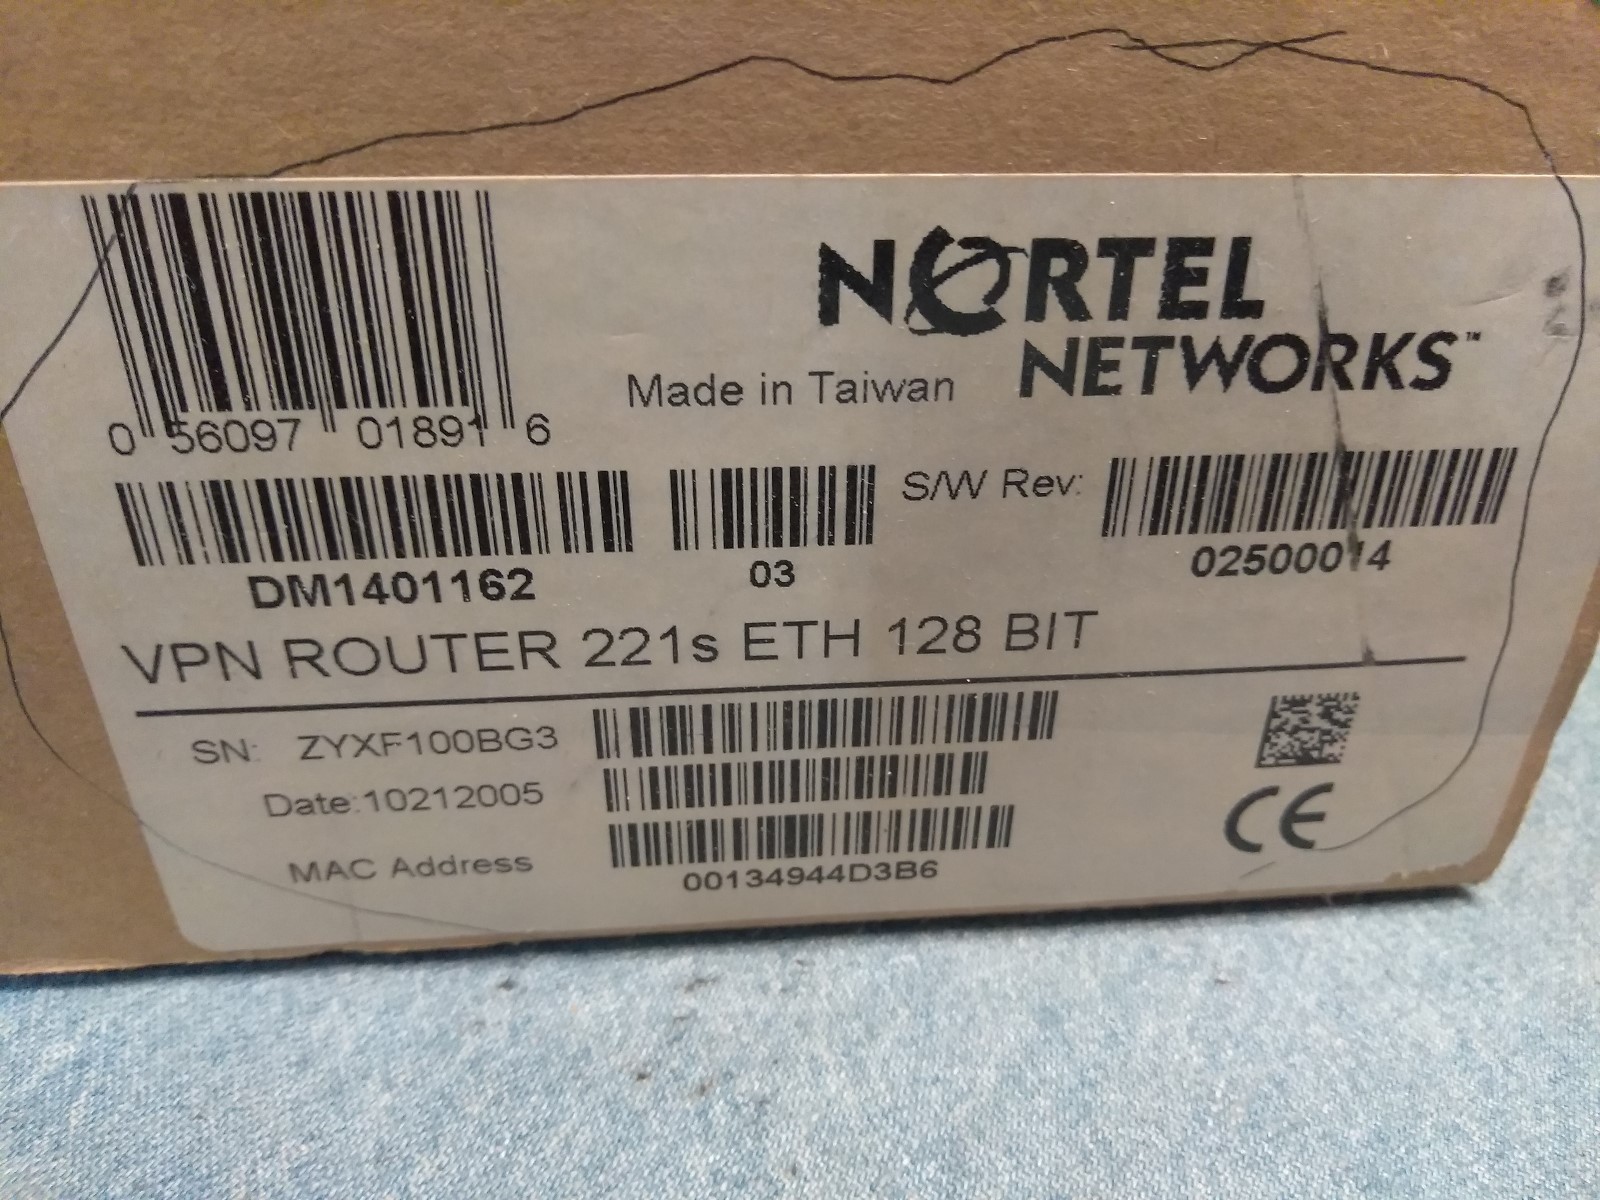 NORTEL
NETWORKS™
Made in Taiwan
0 56097 01891 6
DM1401162
03
S/W Rev:
02500014
VPN ROUTER 221s ETH 128 BIT
SN: ZYXF100BG3
Date:10212005
MAC Address
00134944D3B6
CE